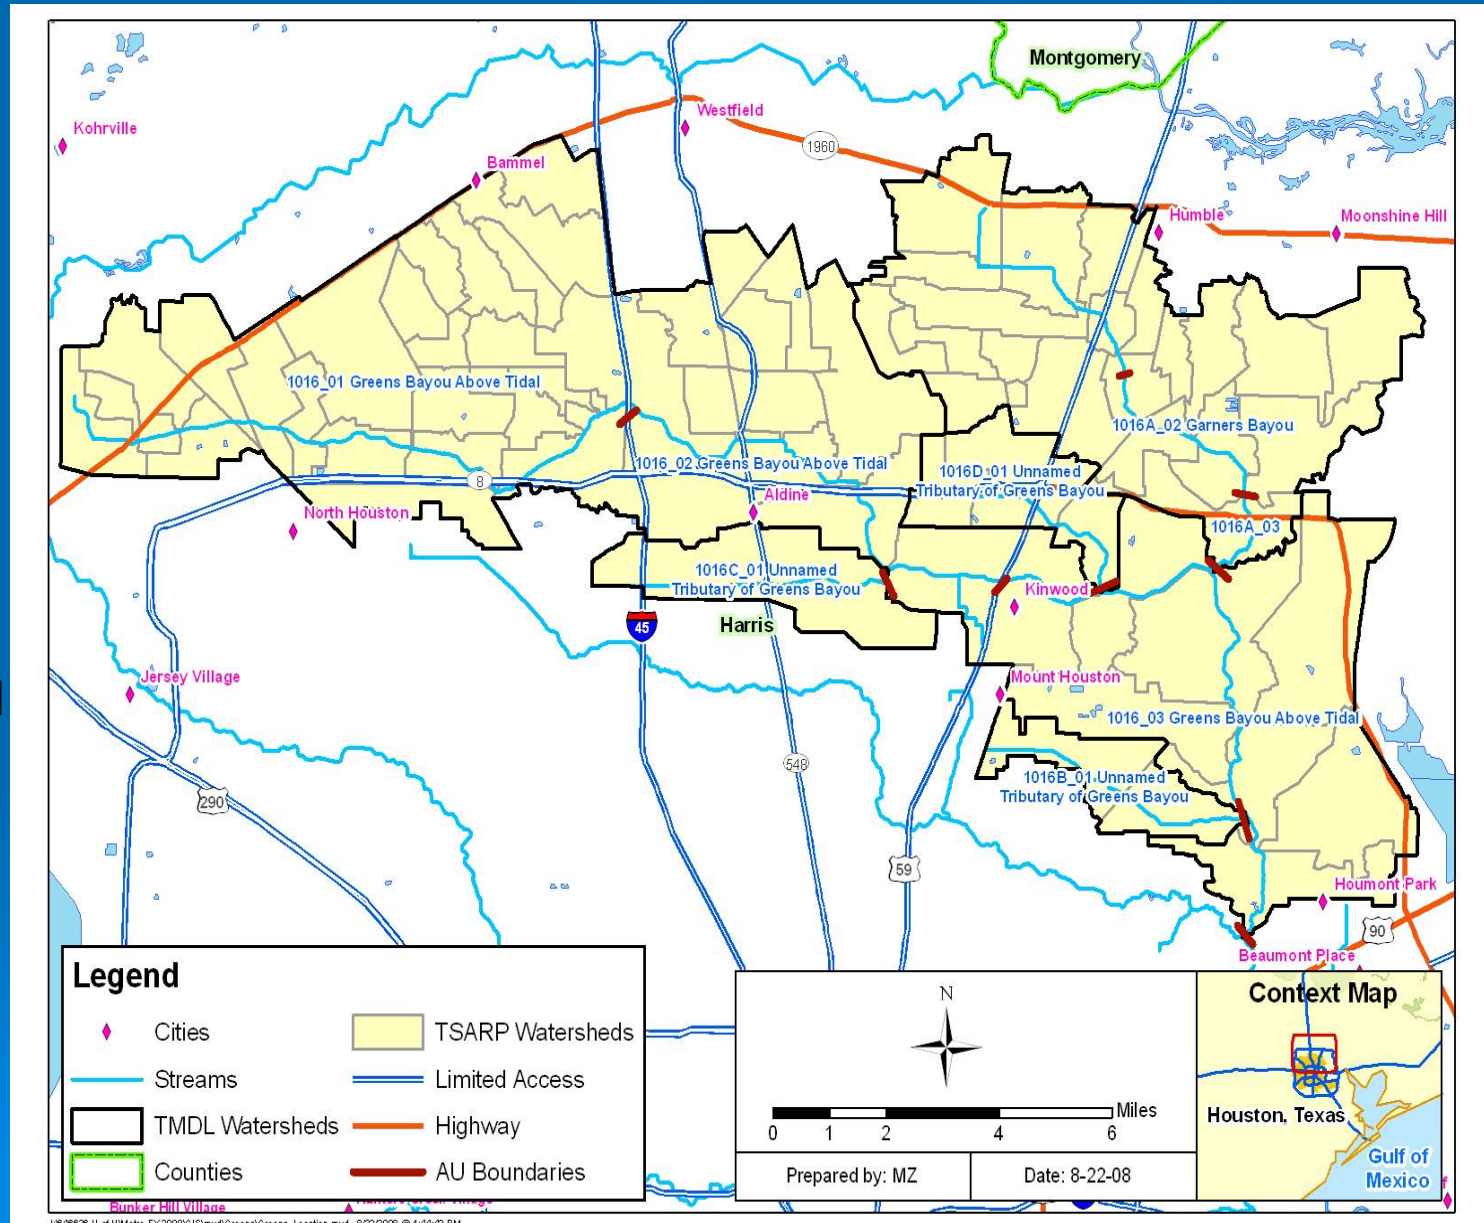 Montgomery
Kohrville
Westfield
1960
Bammel
Humble
Moonshine Hill
1016_01 Greens Bayou Above Tidal
1016A_02 Garners Bayou
1016_02 Greens Bayou Above Tidal
1016D_01 Unnamed
Tributary of Greens Bayou
8
Aldine
North Houston
1016A_03
1016C_01 Unnamed
Tributary of Greens Bayou
Kinwood
Harris
45
Jersey Village
Mount Houston
1016_03 Greens Bayou Above Tidal
548
1016B_01 Unnamed
Tributary of Greens Bayou
290
59
Houmont Park
90
Beaumont Place
Legend
Cities
TSARP Watersheds
Streams
Limited Access
TMDL Watersheds
Highway
Counties
AU Boundaries
Bunker Hill Village
N
Miles
0 1 2 4 6
Prepared by: MZ
Date: 8-22-08
Context Map
Houston, Texas
Gulf of
Mexico